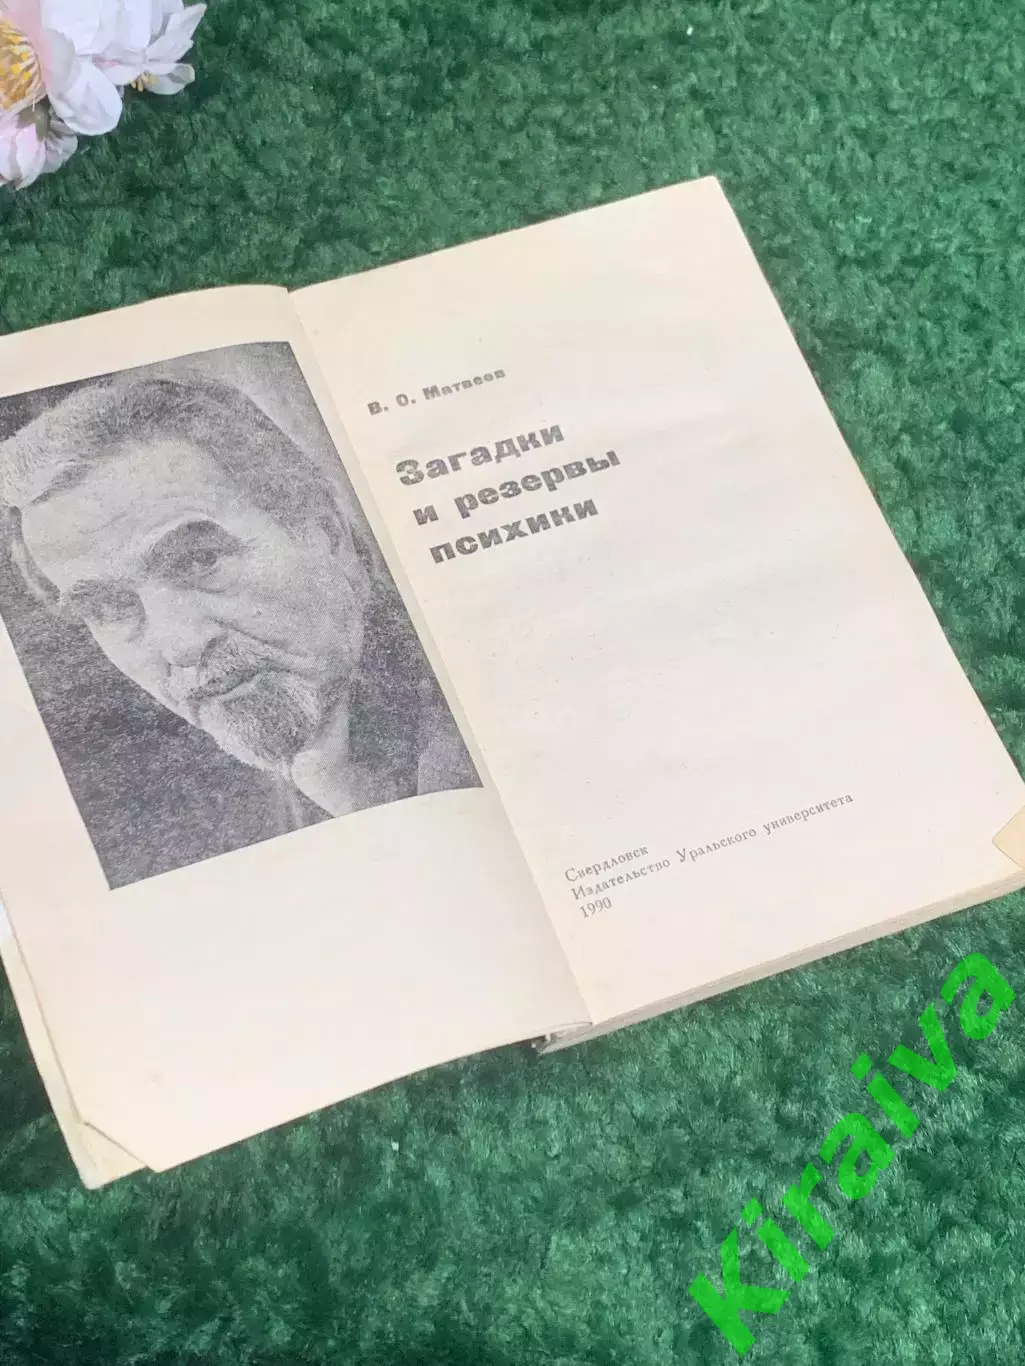 В. О. Матвеев
Загадки
и резервы
психики
Свердловск
Издательство Уральского университета
1990
Kiraiva